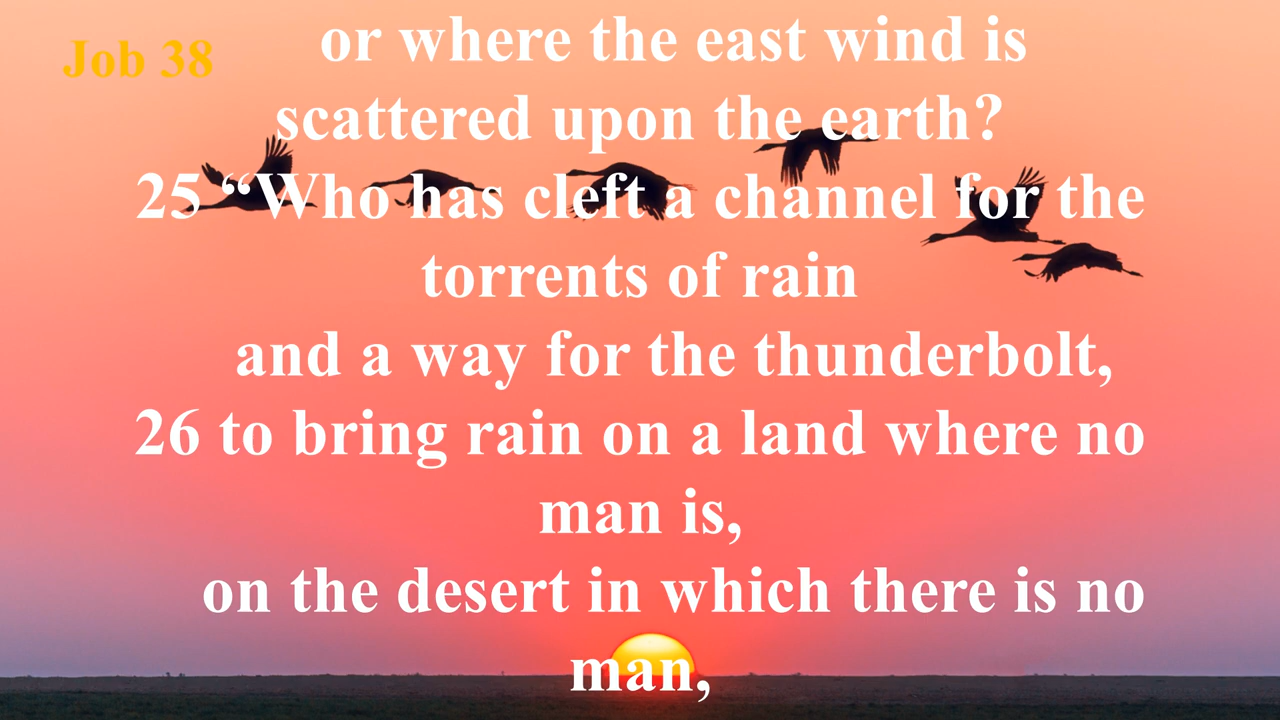 Job 38
or where the east wind is
scattered upon the earth?
25 “Who has cleft a channel for the
torrents of rain
and a way for the thunderbolt,
26 to bring rain on a land where no
man is,
on the desert in which there is no
man,